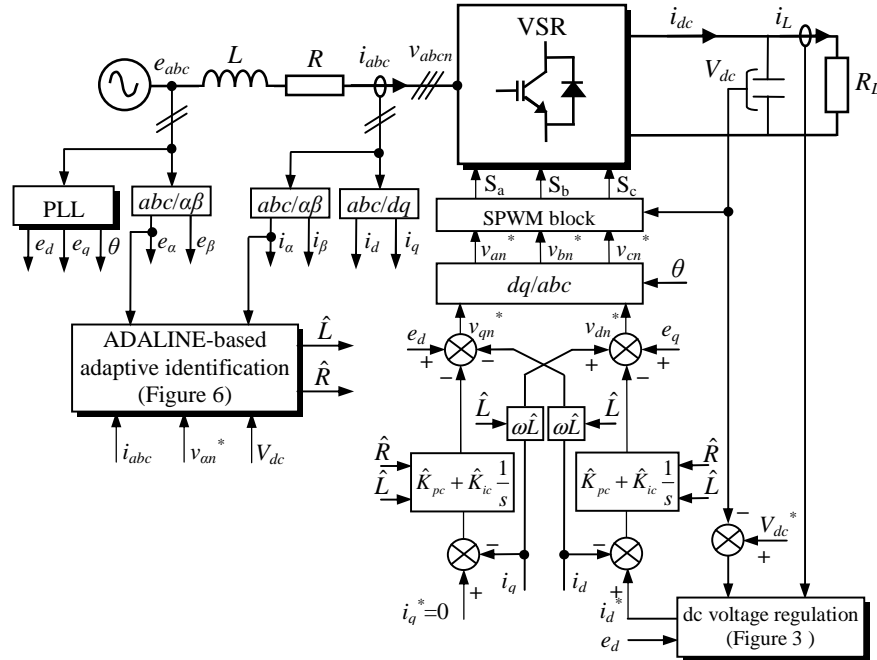 VSR
i_dc
i_L
e_abc
L
R
i_abc
v_abcn
V_dc
R_L
S_a
S_b
S_c
PLL
abc/αβ
abc/αβ
abc/dq
SPWM block
e_d
e_q
θ
e_α
e_β
i_α
i_β
i_d
i_q
v_an*
v_bn*
v_cn*
dq/abc
θ
ADALINE-based
adaptive identification
(Figure 6)
L̂
R̂
e_d
+
−
−
v_qn*
v_dn*
+
−
+
e_q
L̂
ωL̂
ωL̂
L̂
i_abc
v_αn*
V_dc
R̂
L̂
K̂_pc + K̂_ic 1/s
K̂_pc + K̂_ic 1/s
R̂
L̂
−
+
V_dc*
−
+
−
+
i_q
i_d
i_q*=0
i_d*
e_d
dc voltage regulation
(Figure 3 )